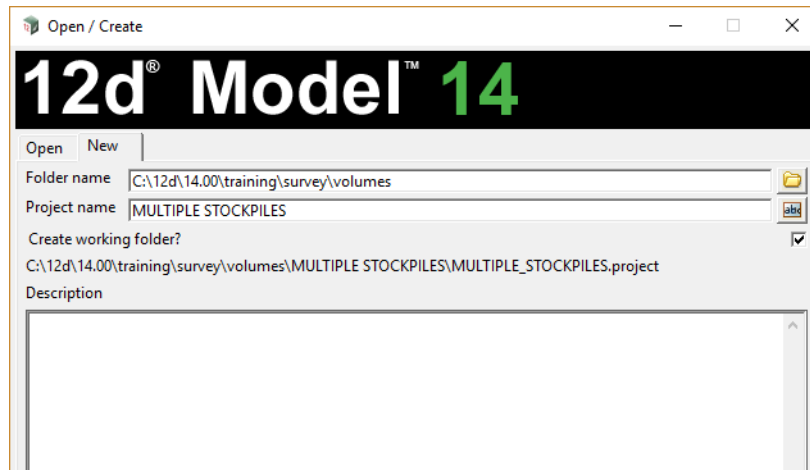 Open / Create
12d® Model™ 14
Open New
Folder name C:\12d\14.00\training\survey\volumes
Project name MULTIPLE STOCKPILES abc
Create working folder?
C:\12d\14.00\training\survey\volumes\MULTIPLE STOCKPILES\MULTIPLE_STOCKPILES.project
Description